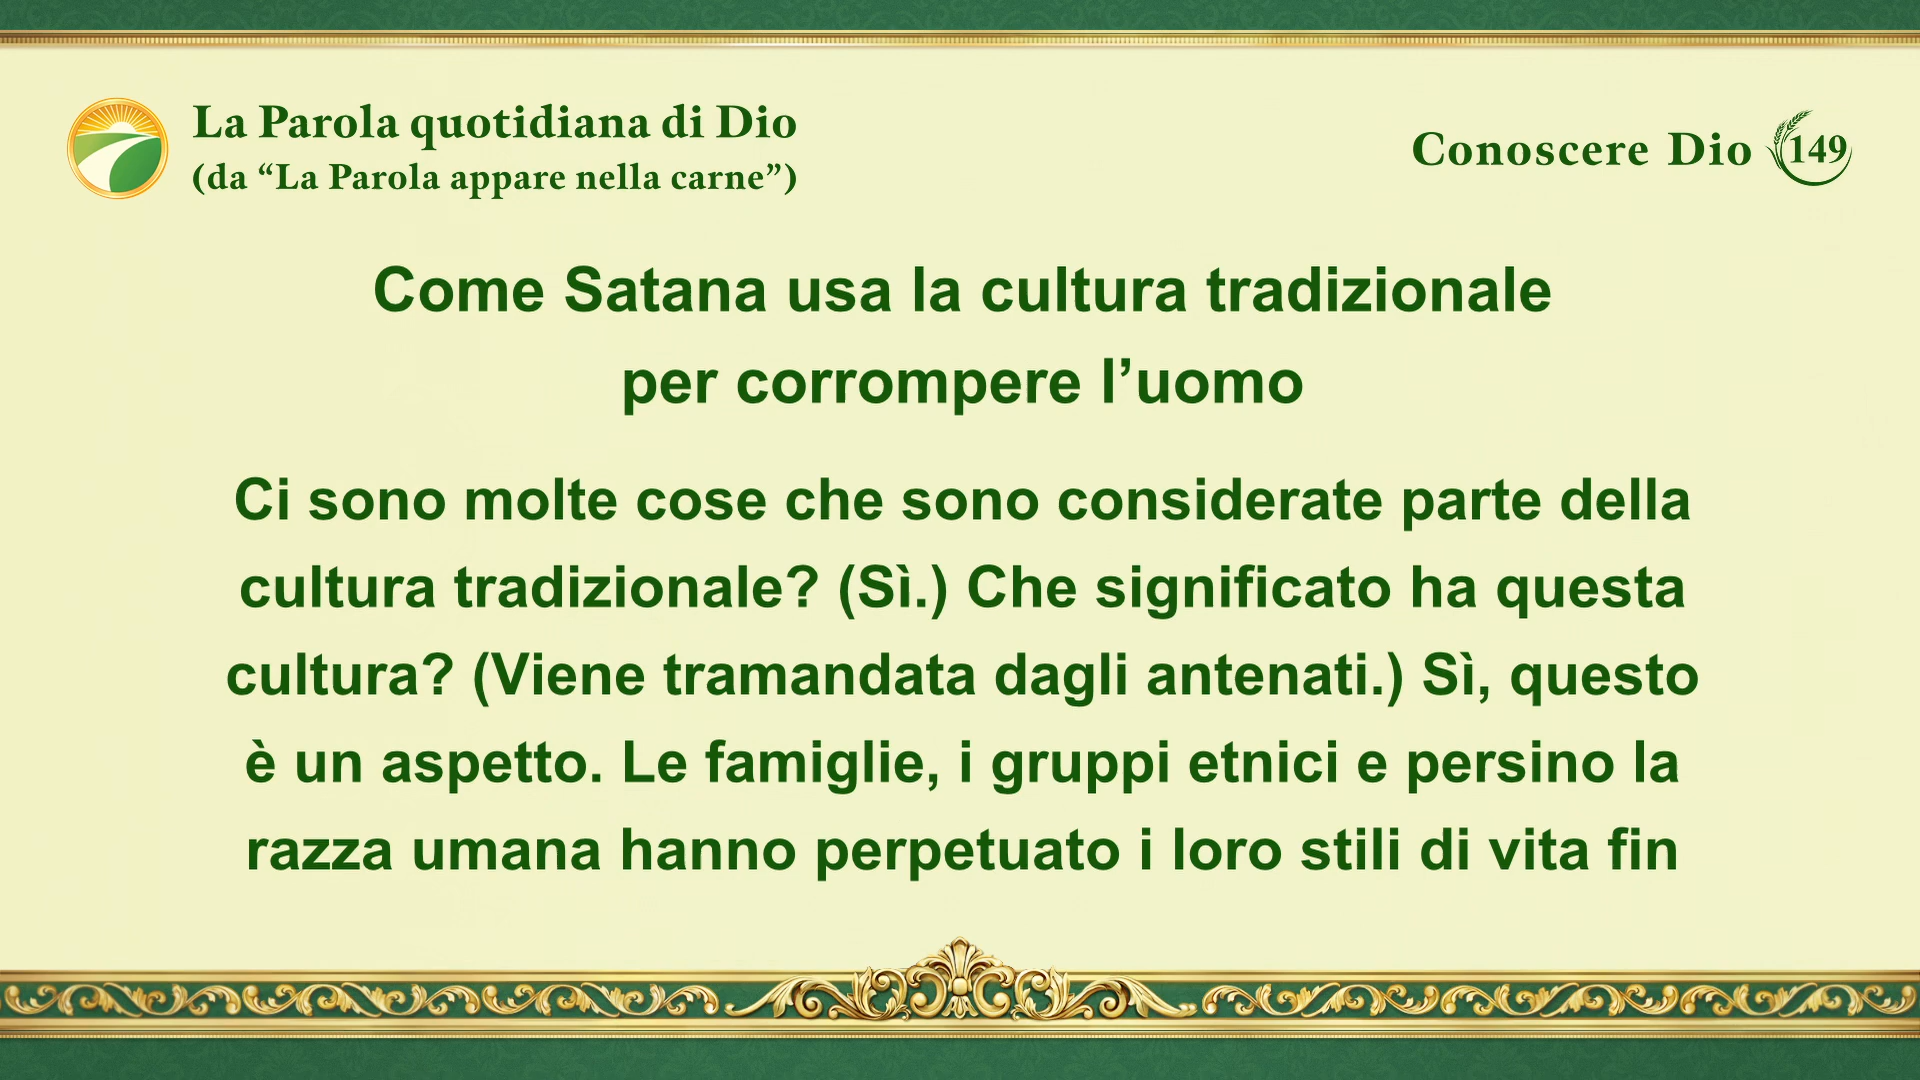 La Parola quotidiana di Dio
(da “La Parola appare nella carne”)
Conoscere Dio 149
Come Satana usa la cultura tradizionale
per corrompere l’uomo
Ci sono molte cose che sono considerate parte della
cultura tradizionale? (Sì.) Che significato ha questa
cultura? (Viene tramandata dagli antenati.) Sì, questo
è un aspetto. Le famiglie, i gruppi etnici e persino la
razza umana hanno perpetuato i loro stili di vita fin